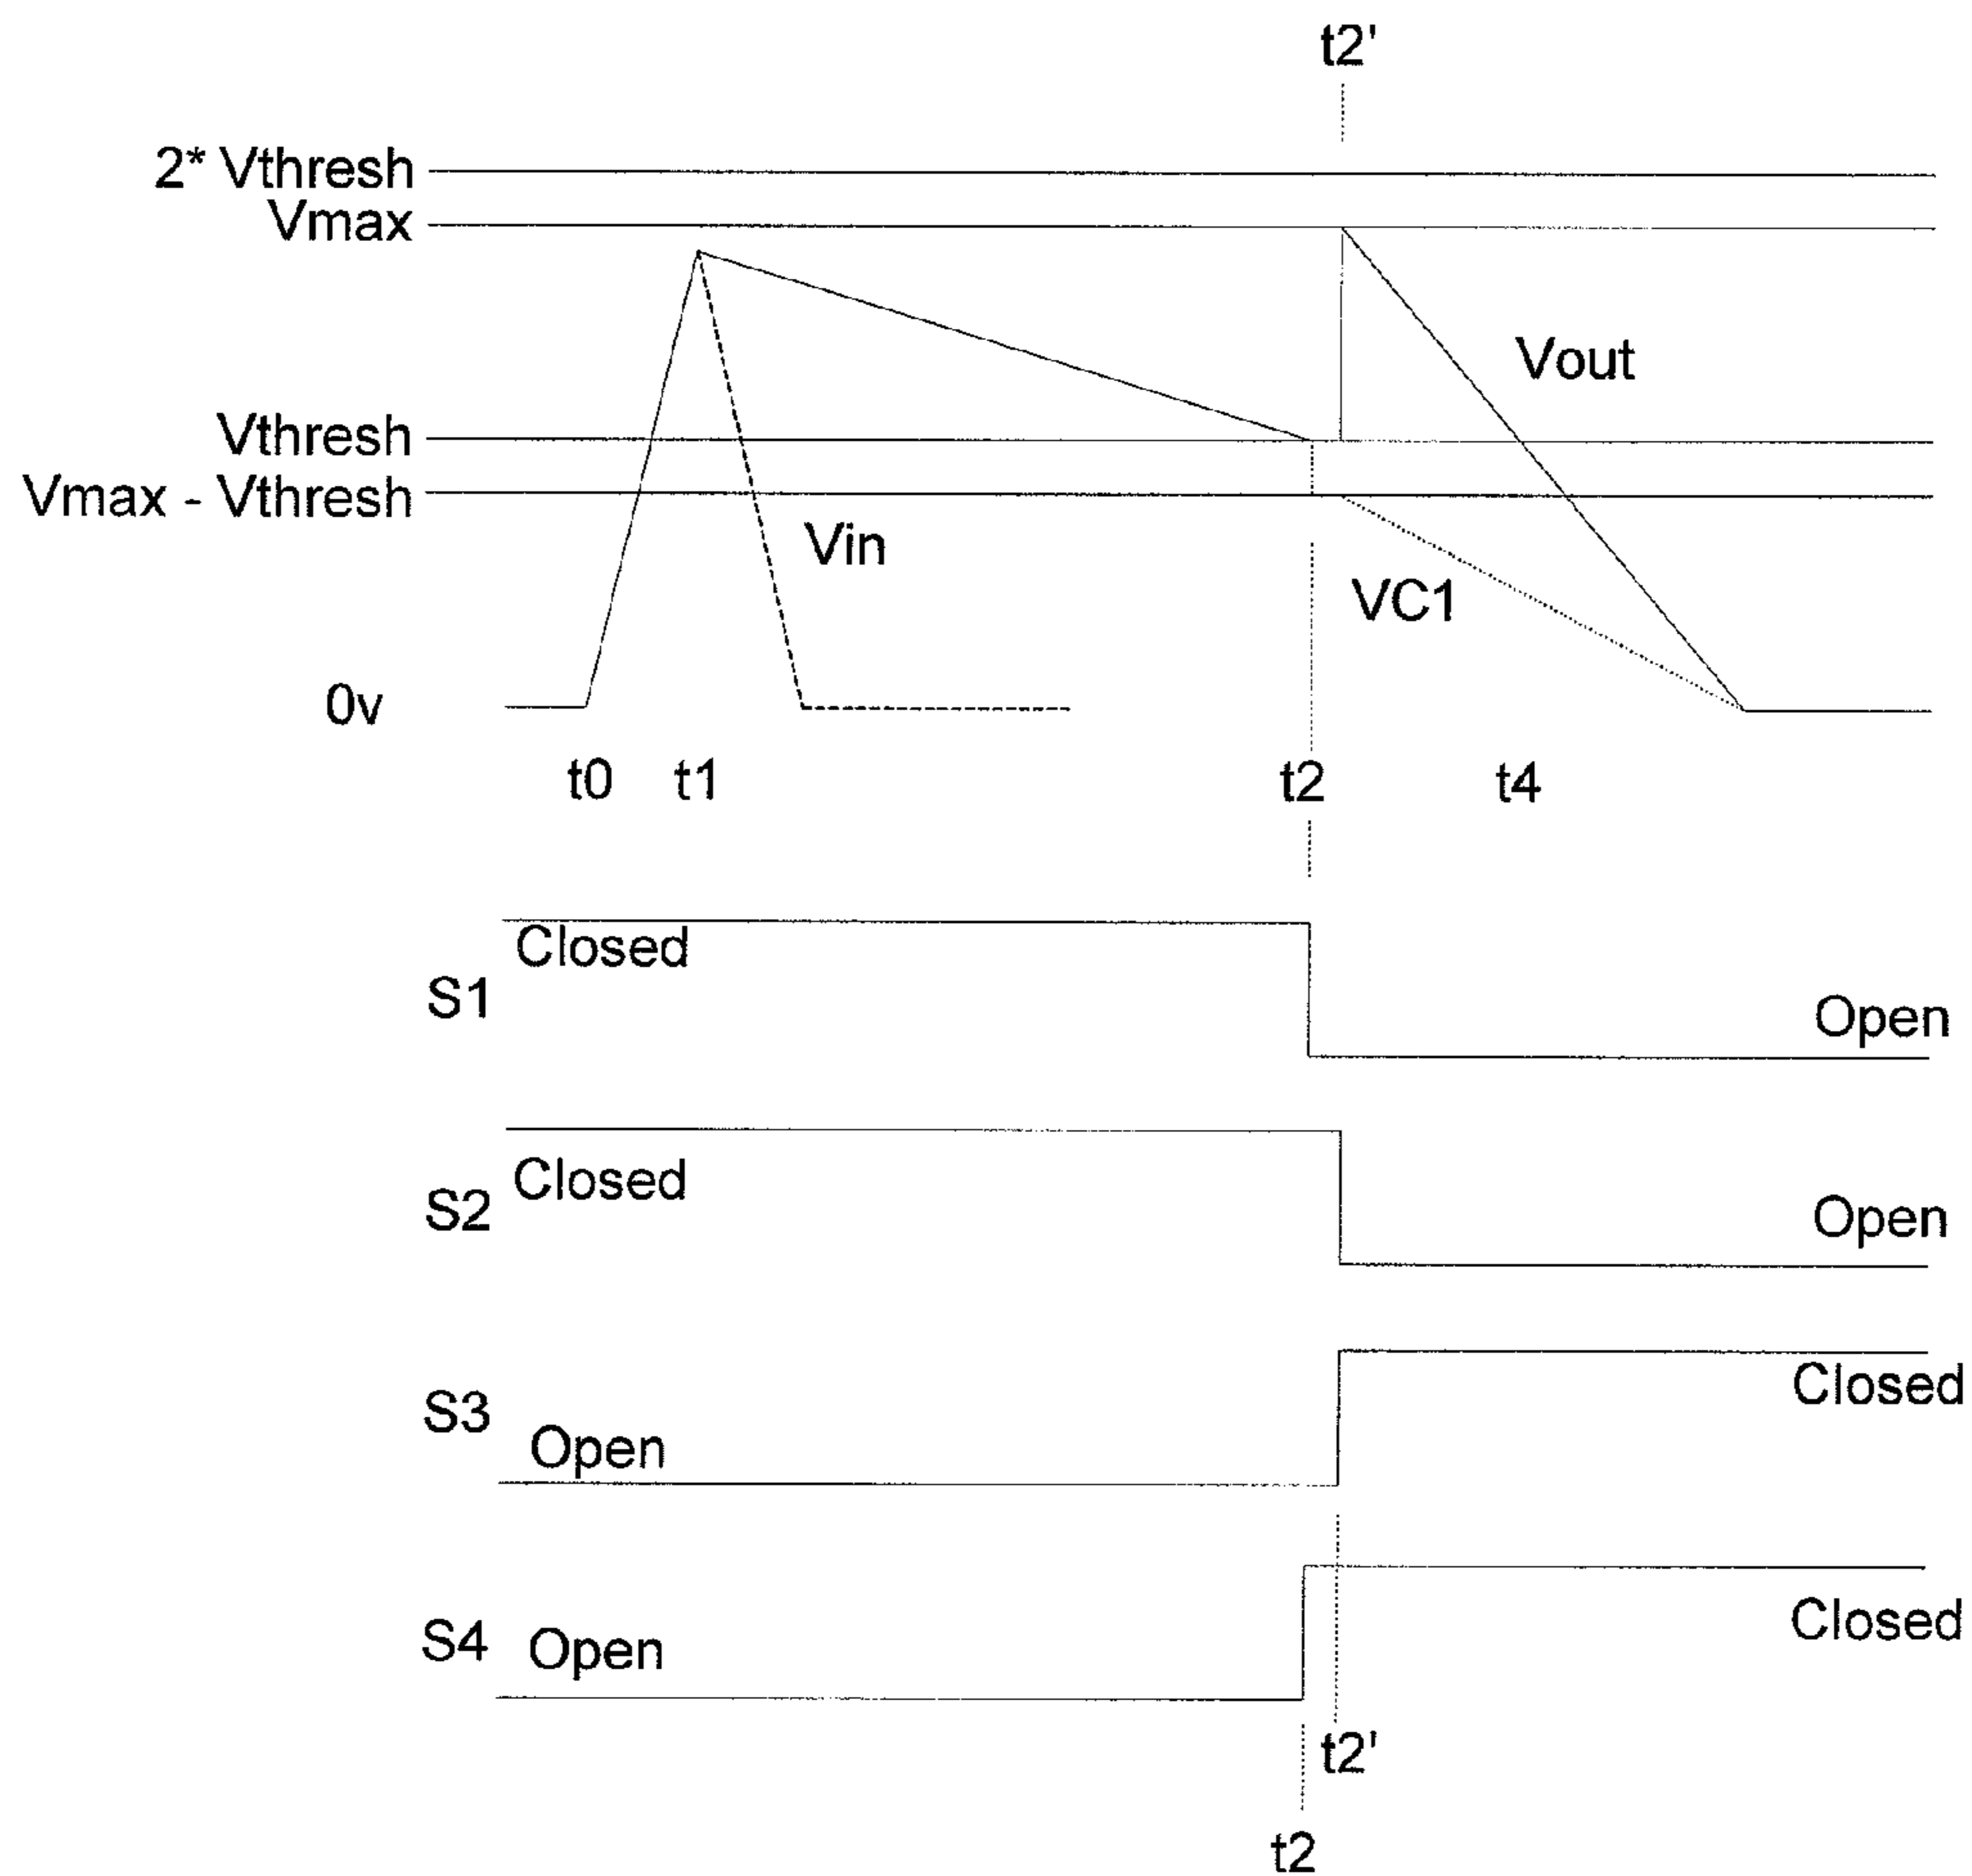 t2'
2* Vthresh
Vmax
Vout
Vthresh
Vmax - Vthresh
Vin
VC1
0v
t0 t1 t2 t4
Closed
S1
Open
Closed
S2
Open
Closed
S3
Open
Closed
S4 Open
t2'
t2